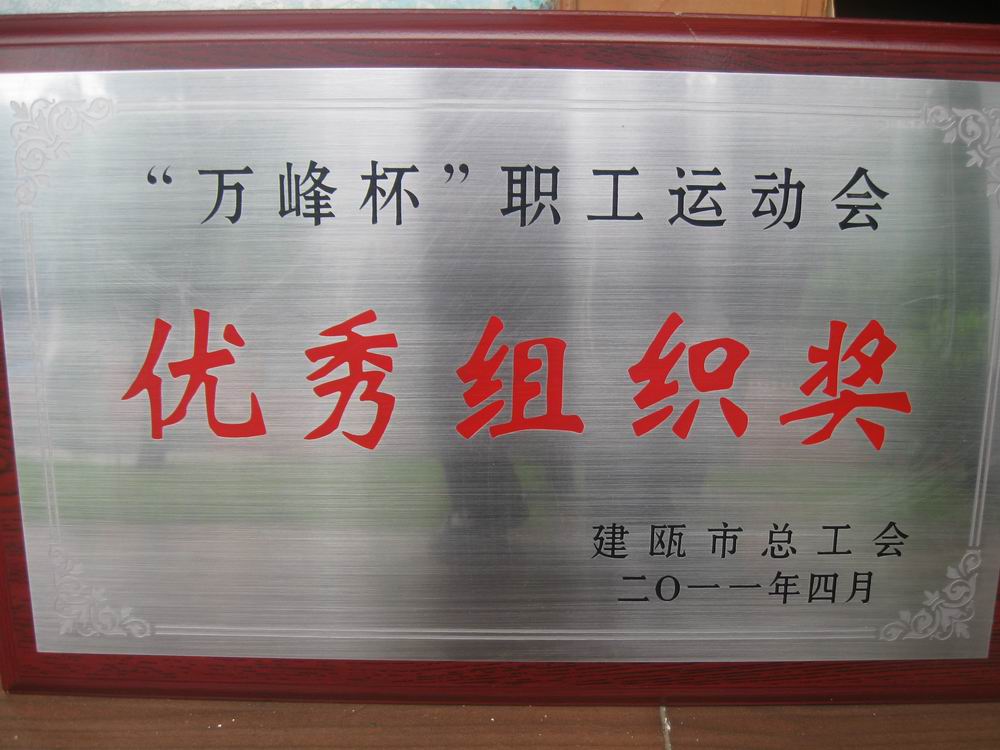 “万峰杯”职工运动会
优秀组织奖
建瓯市总工会
二〇一一年四月